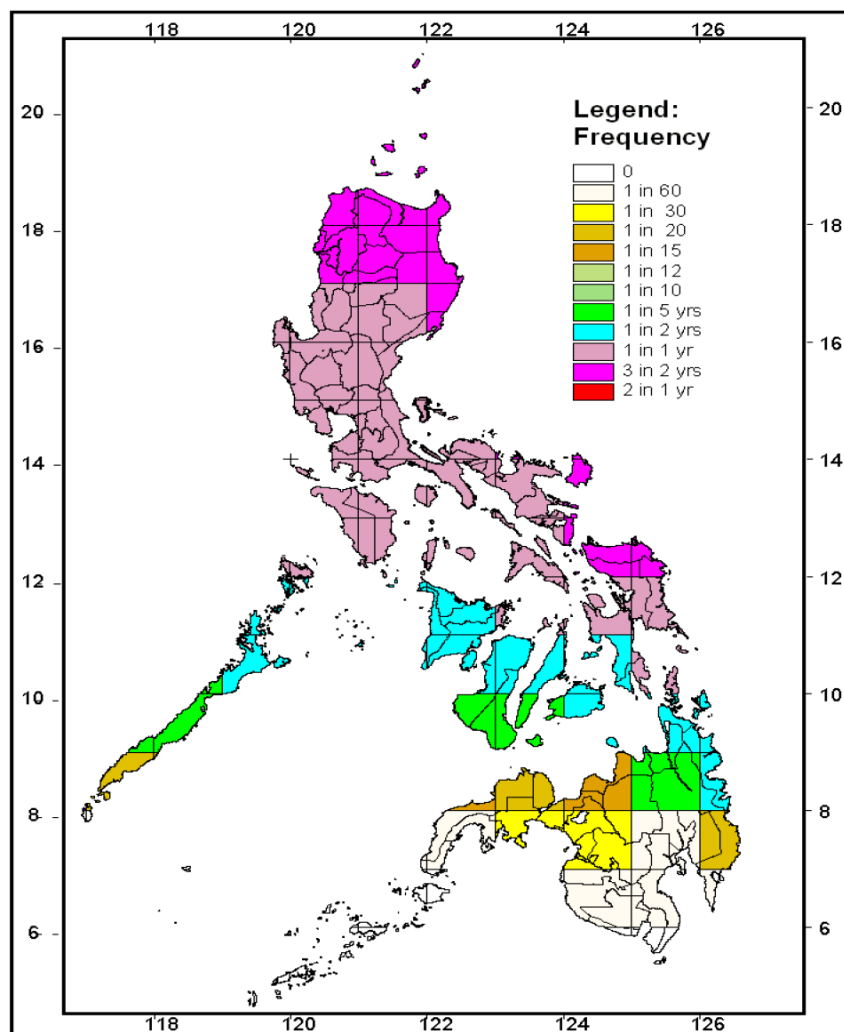 118 120 122 124 126
20 20
Legend:
Frequency
0
1 in 60
1 in 30
1 in 20
1 in 15
1 in 12
1 in 10
1 in 5 yrs
1 in 2 yrs
1 in 1 yr
3 in 2 yrs
2 in 1 yr
18 18
16 16
14 14
12 12
10 10
8 8
6 6
118 120 122 124 126